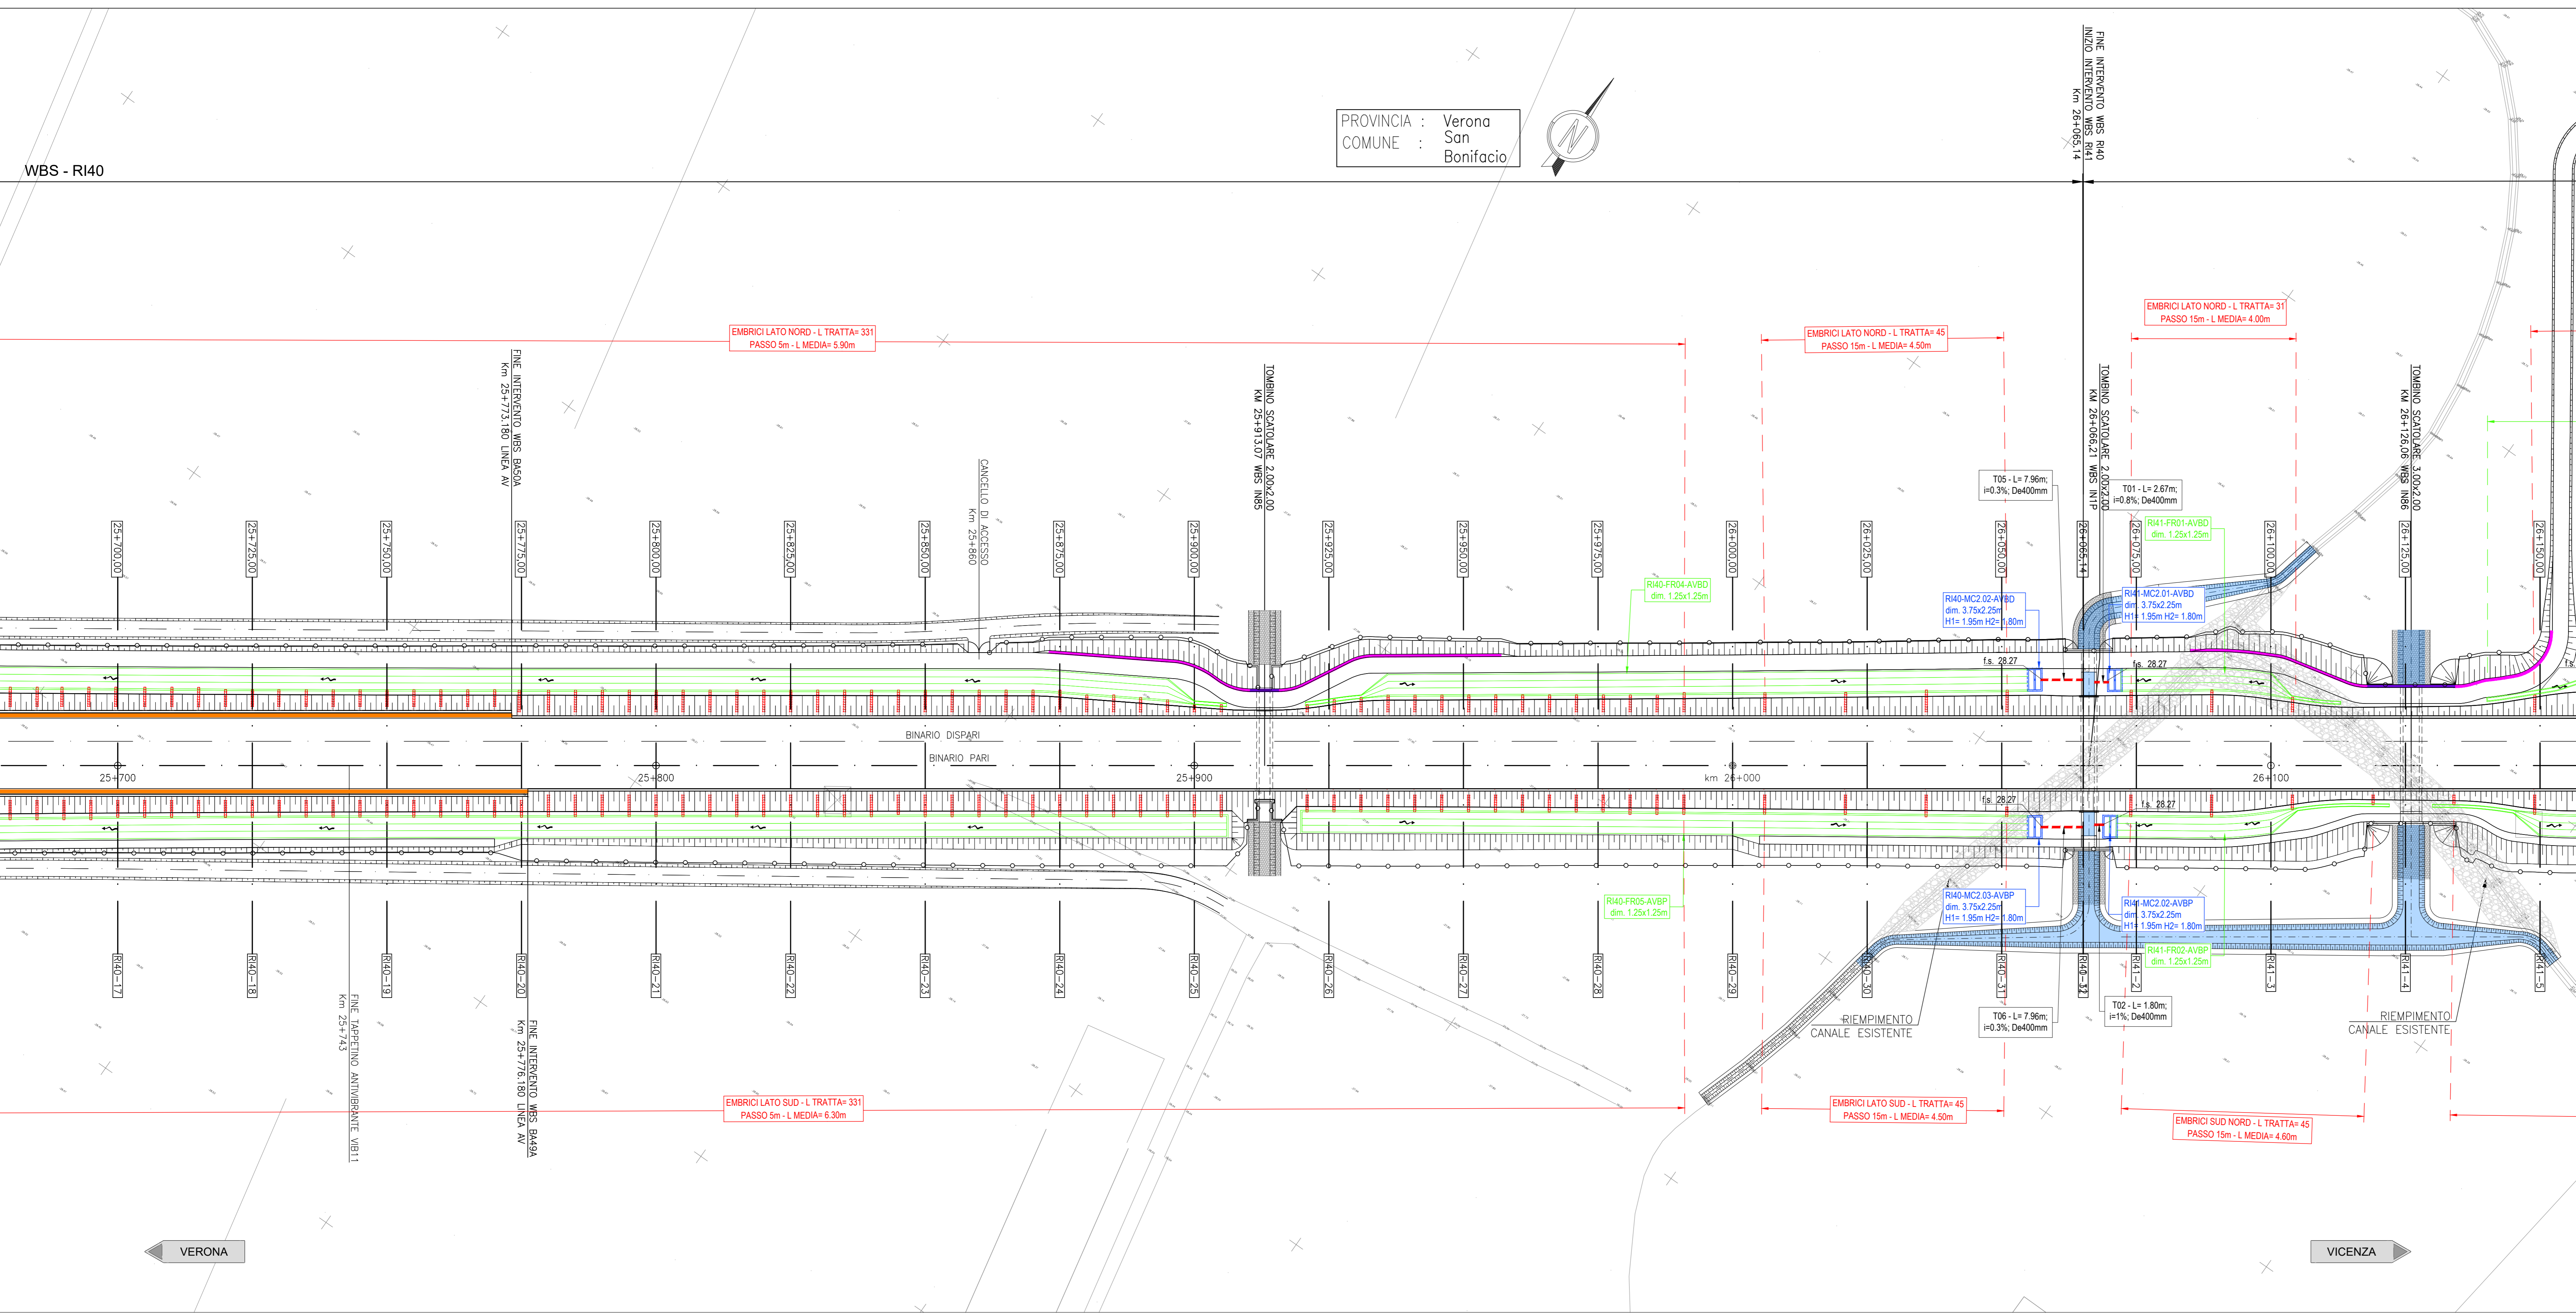 FINE INTERVENTO WBS RI40
INIZIO INTERVENTO WBS RI41
Km 26+065.14
PROVINCIA : Verona
COMUNE : San
Bonifacio
WBS - RI40
EMBRICI LATO NORD - L TRATTA= 331
PASSO 5m - L MEDIA= 5.90m
EMBRICI LATO NORD - L TRATTA= 45
PASSO 15m - L MEDIA= 4.50m
EMBRICI LATO NORD - L TRATTA= 31
PASSO 15m - L MEDIA= 4.00m
FINE INTERVENTO WBS BA50A
Km 25+773.180 LINEA AV
CANCELLO DI ACCESSO
Km 25+860
TOMBINO SCATOLARE 2.00x2.00
KM 25+913.07 WBS IN85
TOMBINO SCATOLARE 2.00x2.00
KM 26+066,21 WBS IN1P
TOMBINO SCATOLARE 3.00x2.00
KM 26+126,06 WBS IN86
T05 - L= 7.96m;
i=0.3%; De400mm
T01 - L= 2.67m;
i=0.8%; De400mm
RI41-FR01-AVBD
dim. 1.25x1.25m
25+700,00
25+725,00
25+750,00
25+775,00
25+800,00
25+825,00
25+850,00
25+875,00
25+900,00
25+925,00
25+950,00
25+975,00
26+000,00
26+025,00
26+050,00
26+065,14
26+075,00
26+100,00
26+125,00
26+150,00
RI40-FR04-AVBD
dim. 1.25x1.25m
RI40-MC2.02-AVBD
dim. 3.75x2.25m
H1= 1.95m H2= 1.80m
RI41-MC2.01-AVBD
dim. 3.75x2.25m
H1= 1.95m H2= 1.80m
f.s. 28.27
f.s. 28.27
f.s.
BINARIO DISPARI
BINARIO PARI
25+700
25+800
25+900
km 26+000
26+100
f.s. 28.27
f.s. 28.27
RI40-FR05-AVBP
dim. 1.25x1.25m
RI40-MC2.03-AVBP
dim. 3.75x2.25m
H1= 1.95m H2= 1.80m
RI41-MC2.02-AVBP
dim. 3.75x2.25m
H1= 1.95m H2= 1.80m
RI41-FR02-AVBP
dim. 1.25x1.25m
RI40-17
RI40-18
RI40-19
RI40-20
RI40-21
RI40-22
RI40-23
RI40-24
RI40-25
RI40-26
RI40-27
RI40-28
RI40-29
RI40-30
RI40-31
RI41-2
RI41-3
RI41-4
RI41-5
FINE TAPPETINO ANTIVIBRANTE VIB11
Km 25+743
FINE INTERVENTO WBS BA49A
Km 25+776.180 LINEA AV
RIEMPIMENTO
CANALE ESISTENTE
T06 - L= 7.96m;
i=0.3%; De400mm
T02 - L= 1.80m;
i=1%; De400mm
RIEMPIMENTO
CANALE ESISTENTE
EMBRICI LATO SUD - L TRATTA= 331
PASSO 5m - L MEDIA= 6.30m
EMBRICI LATO SUD - L TRATTA= 45
PASSO 15m - L MEDIA= 4.50m
EMBRICI SUD NORD - L TRATTA= 45
PASSO 15m - L MEDIA= 4.60m
VERONA
VICENZA